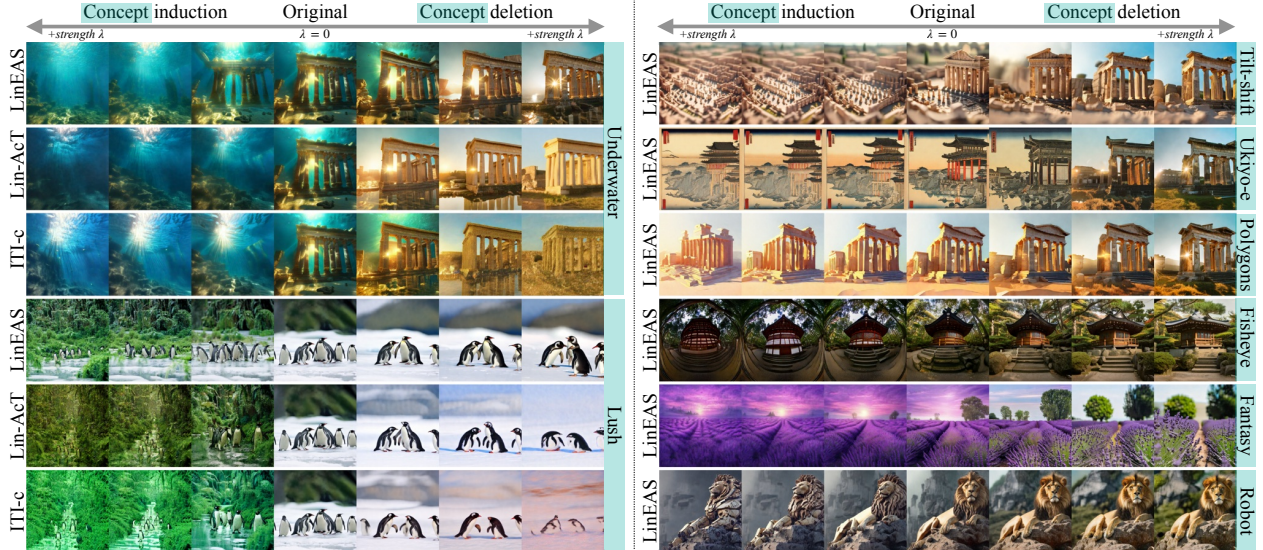 Concept induction Original Concept deletion
+strength λ λ = 0 +strength λ
LinEAS
Lin-AcT
ITI-c
Underwater
LinEAS
Lin-AcT
ITI-c
Lush
Concept induction Original Concept deletion
+strength λ λ = 0 +strength λ
LinEAS Tilt-shift
LinEAS Ukiyo-e
LinEAS Polygons
LinEAS Fisheye
LinEAS Fantasy
LinEAS Robot